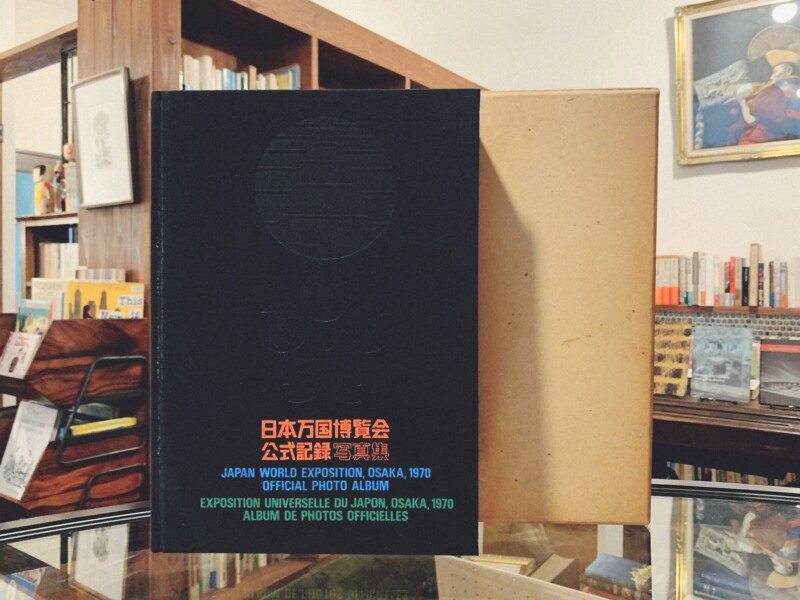 日本万国博覧会
公式記録写真集
JAPAN WORLD EXPOSITION, OSAKA, 1970
OFFICIAL PHOTO ALBUM
EXPOSITION UNIVERSELLE DU JAPON, OSAKA, 1970
ALBUM DE PHOTOS OFFICIELLES
This